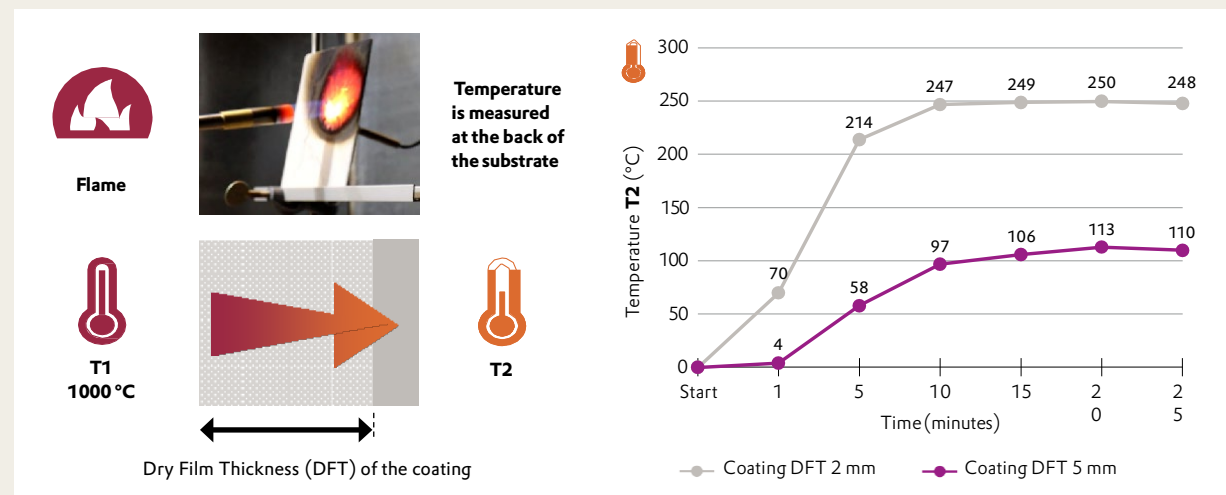 Flame
Temperature
is measured
at the back of
the substrate
T1
1000 °C
T2
Dry Film Thickness (DFT) of the coating
Temperature T2 (°C)
300
250
200
150
100
50
0
70
214
247
249
250
248
4
58
97
106
113
110
Start 1 5 10 15 2 2
0 5
Time (minutes)
Coating DFT 2 mm Coating DFT 5 mm